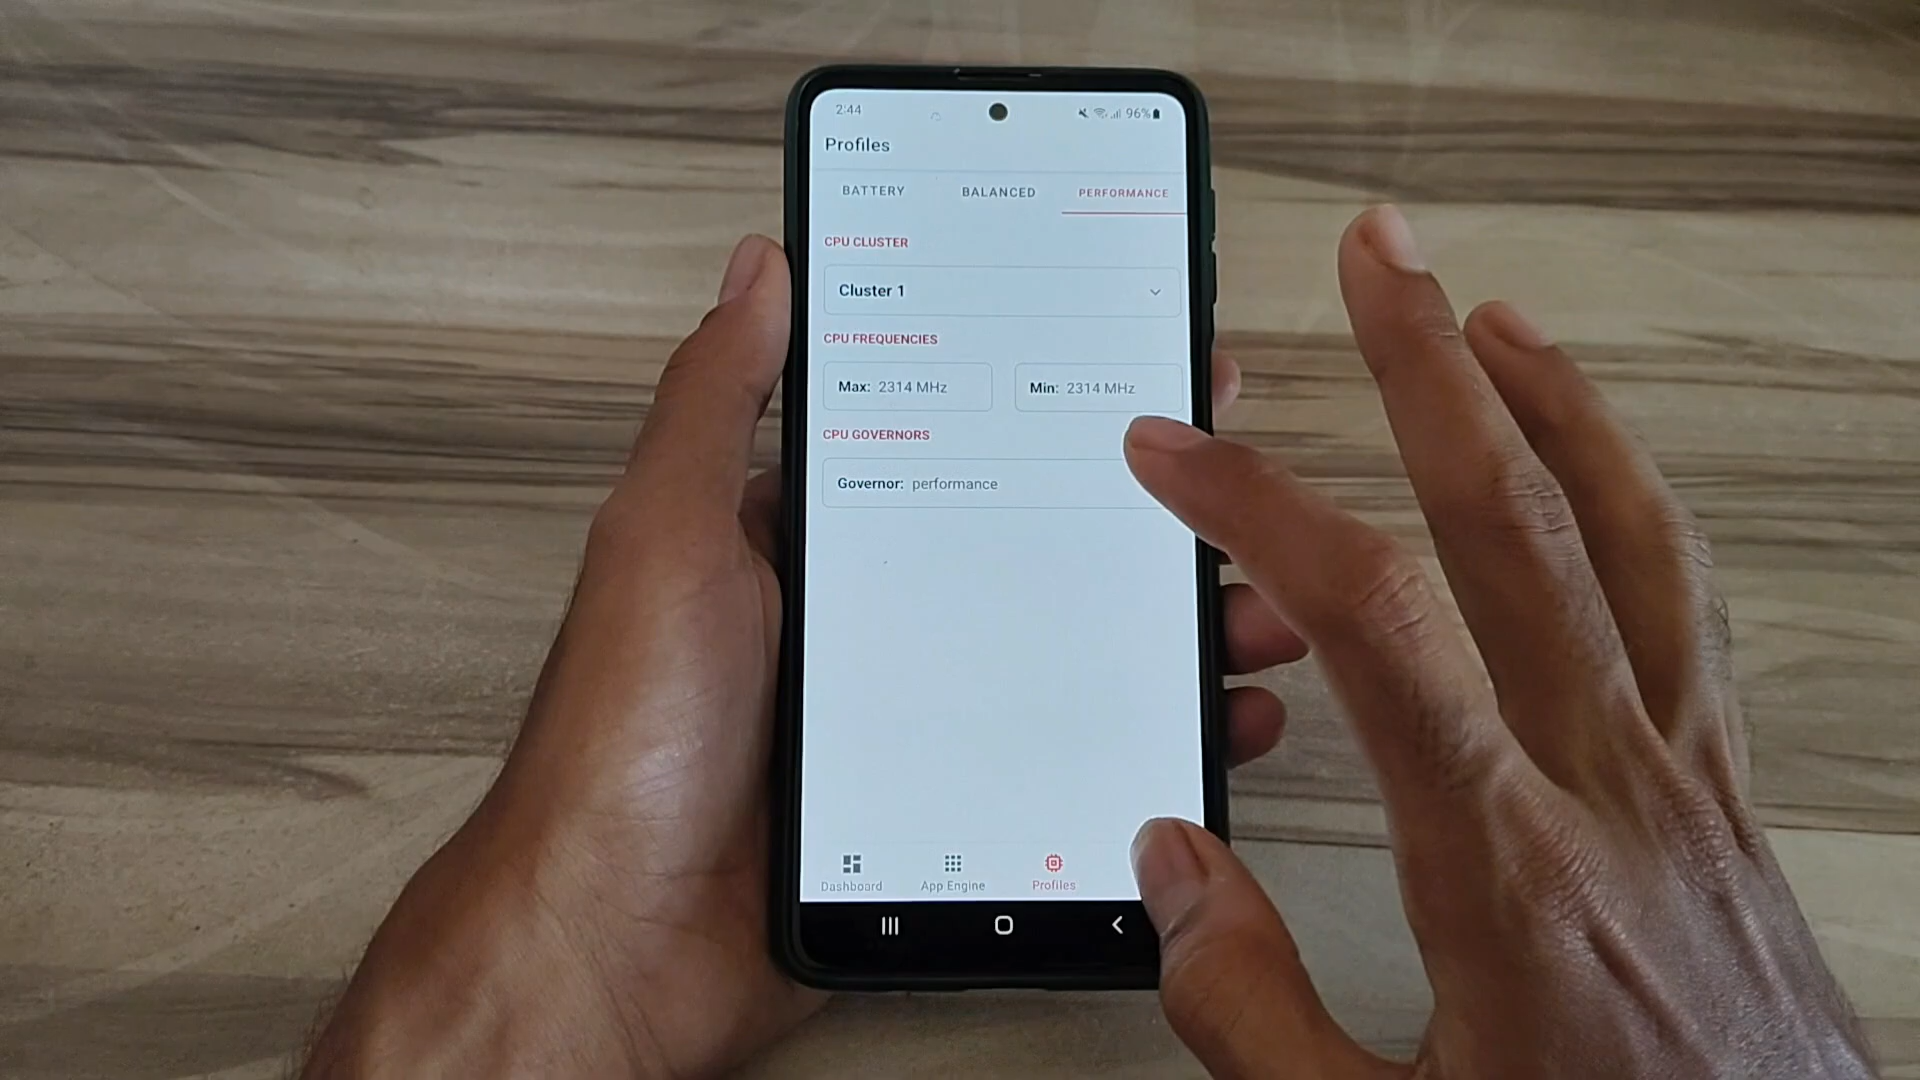 2:44 96%
Profiles
BATTERY BALANCED PERFORMANCE
CPU CLUSTER
Cluster 1
CPU FREQUENCIES
Max: 2314 MHz Min: 2314 MHz
CPU GOVERNORS
Governor: performance
Dashboard App Engine Profiles